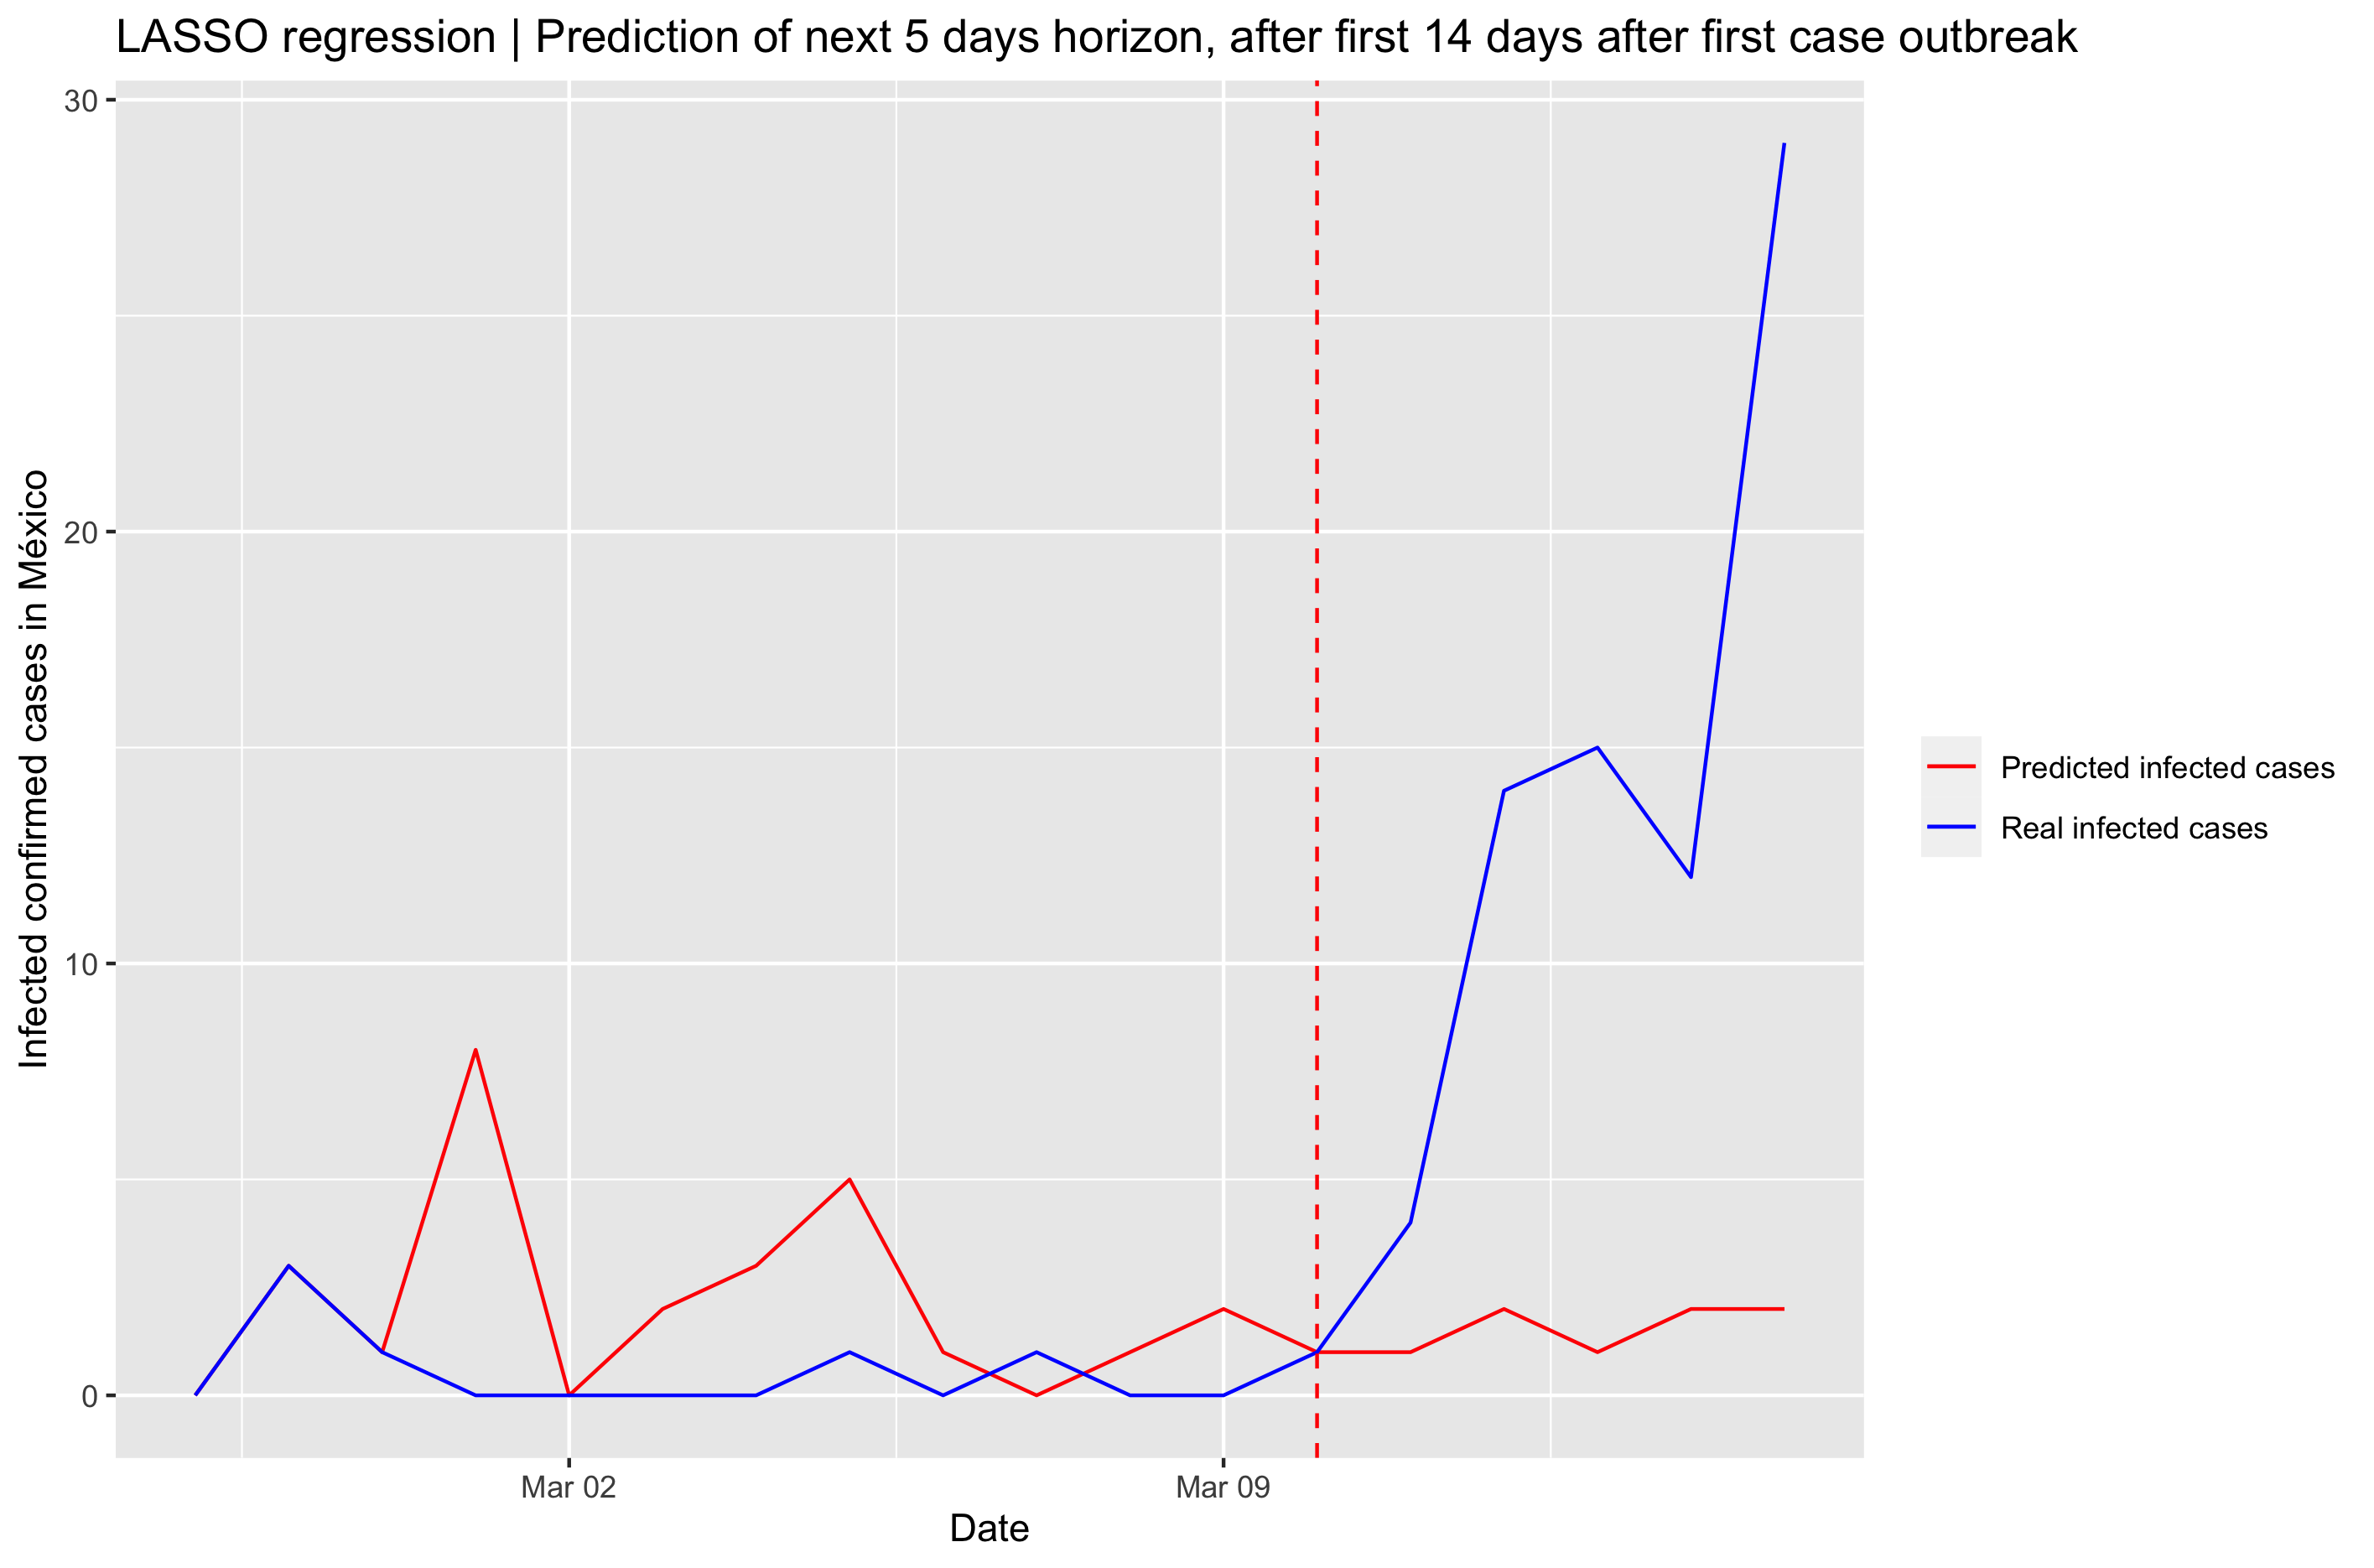 LASSO regression | Prediction of next 5 days horizon, after first 14 days after first case outbreak
Infected confirmed cases in México
30
20
10
0
Mar 02
Mar 09
Date
Predicted infected cases
Real infected cases